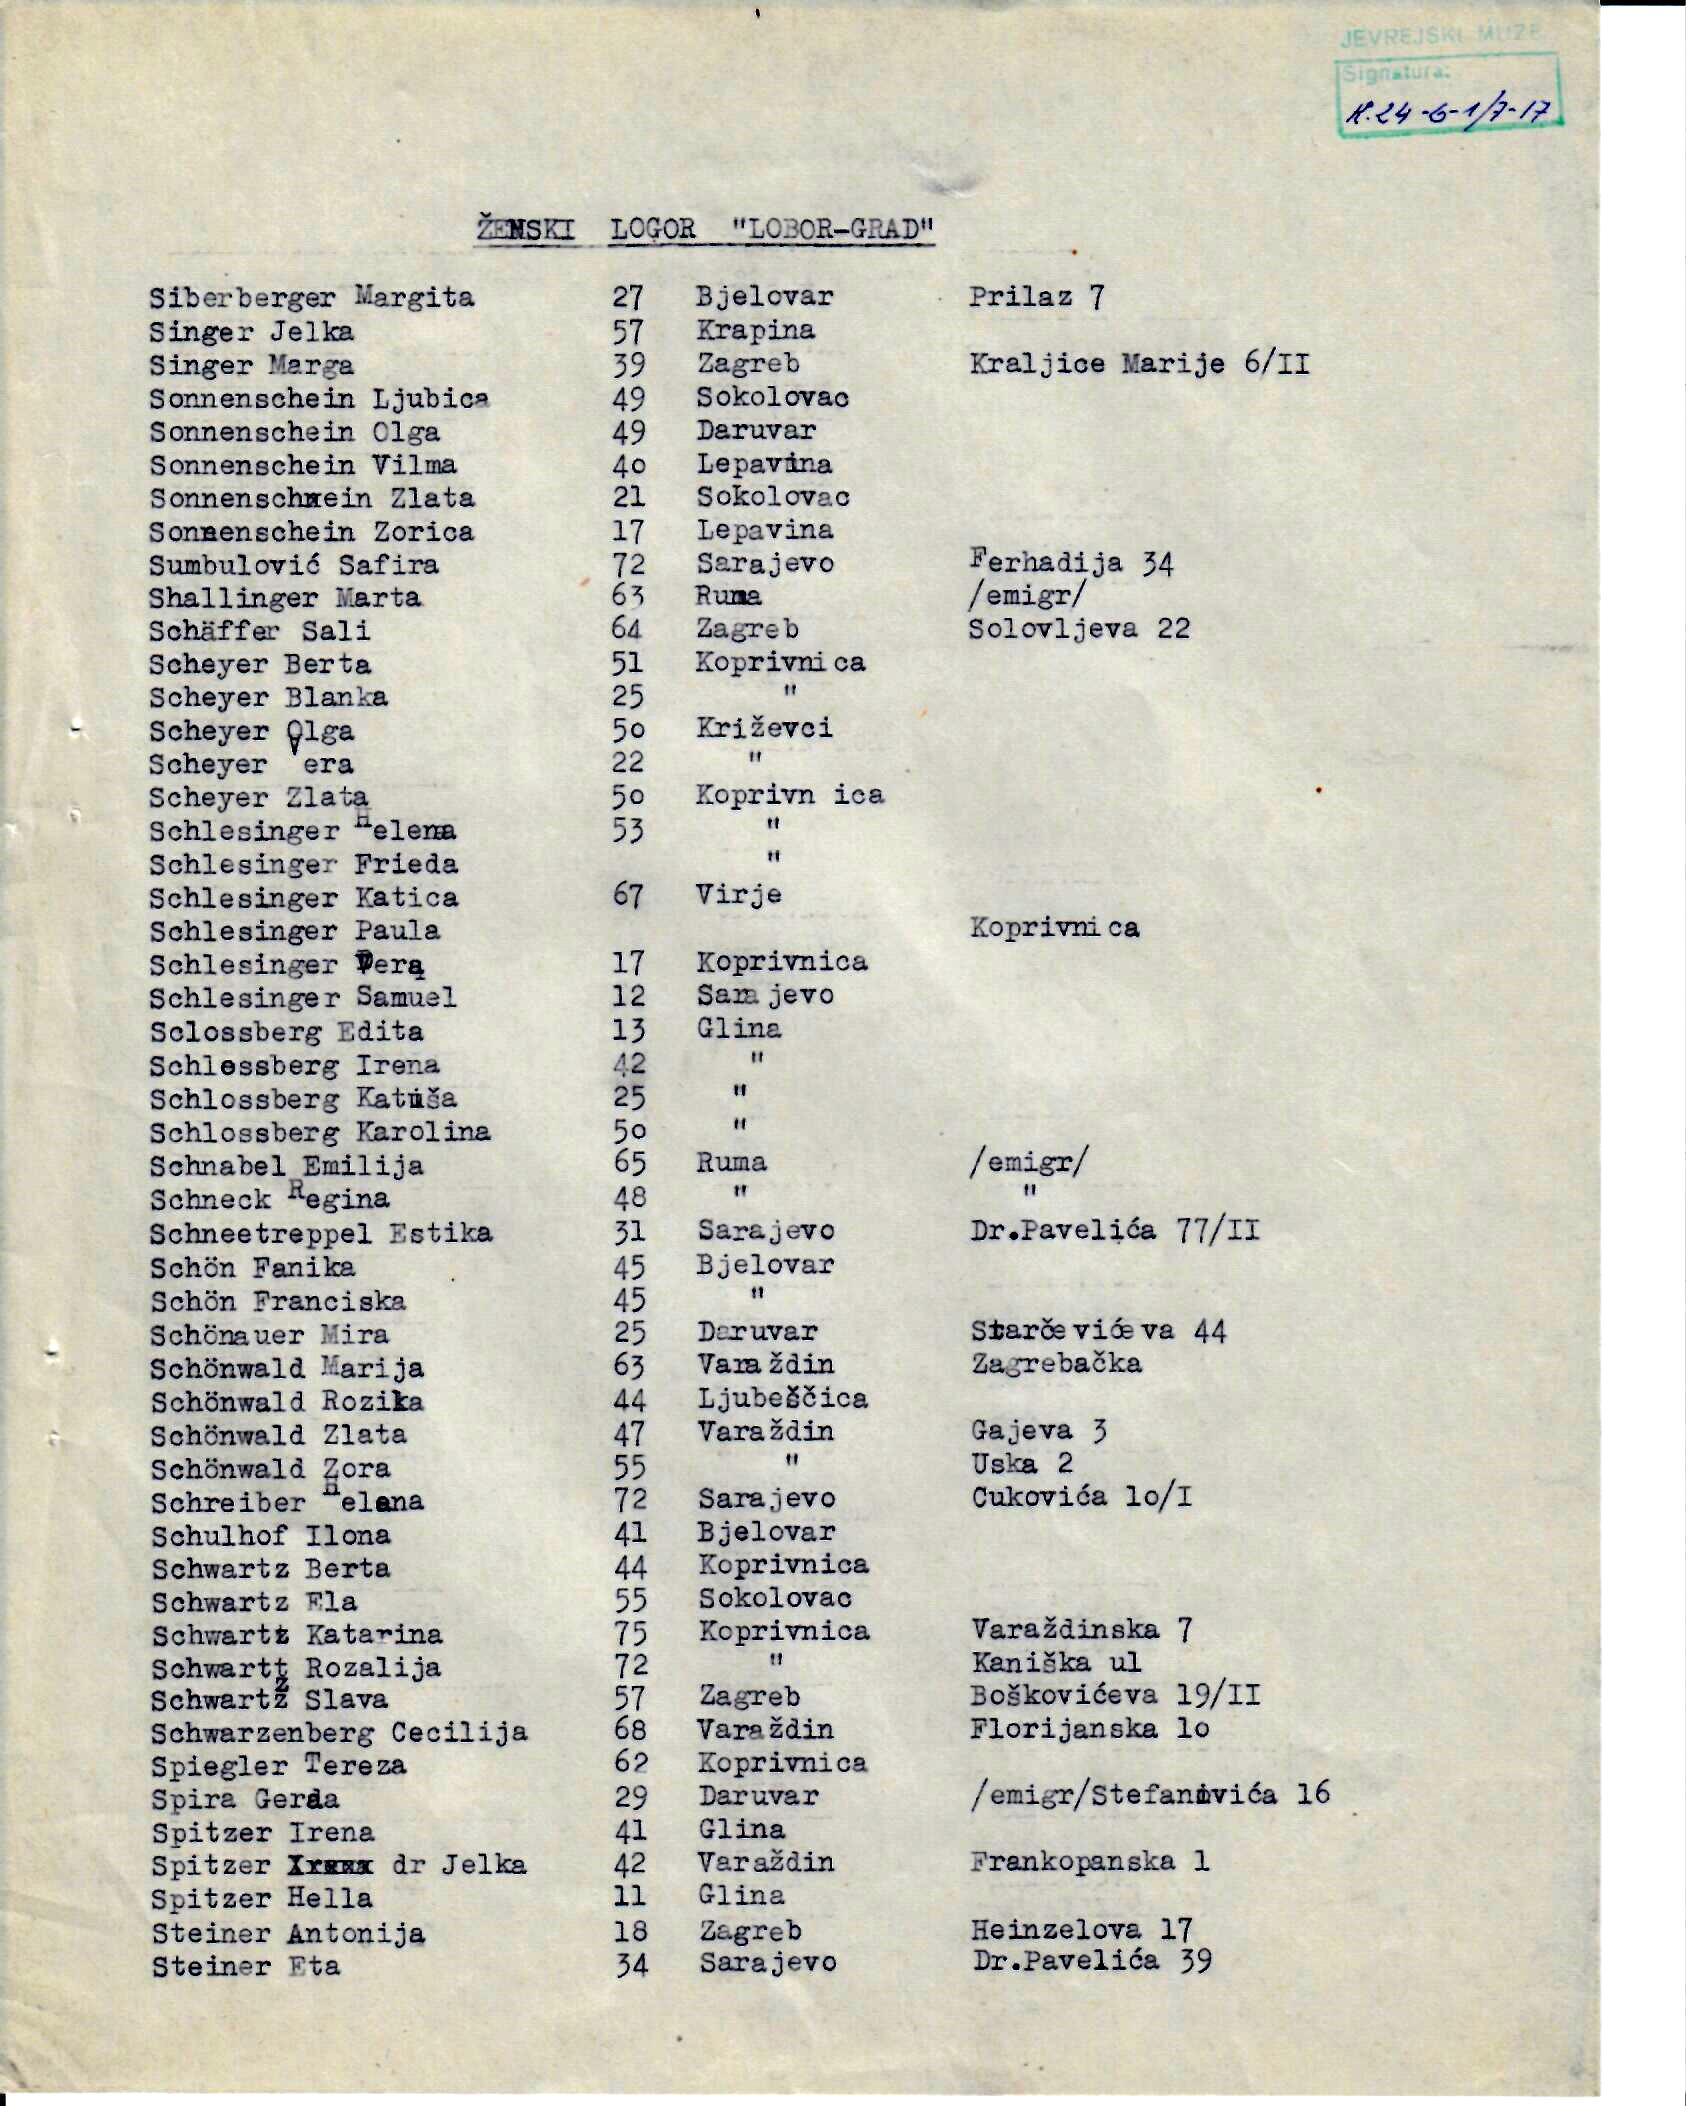 JEVREJSKI MUZE
Signatura:
K.24-6-1/7-17
ŽENSKI LOGOR "LOBOR-GRAD"
Siberberger Margita 27 Bjelovar Prilaz 7
Singer Jelka 57 Krapina
Singer Marga 39 Zagreb Kraljice Marije 6/II
Sonnenschein Ljubica 49 Sokolovac
Sonnenschein Olga 49 Daruvar
Sonnenschein Vilma 4o Lepavina
Sonnenschein Zlata 21 Sokolovac
Sonnenschein Zorica 17 Lepavina
Sumbulović Safira 72 Sarajevo Ferhadija 34
Shallinger Marta 63 Ruma /emigr/
Schäffer Sali 64 Zagreb Solovljeva 22
Scheyer Berta 51 Koprivnica
Scheyer Blanka 25 "
Scheyer Olga 5o Križevci
Scheyer Vera 22 "
Scheyer Zlata 5o Koprivn ica
Schlesinger Helena 53 "
Schlesinger Frieda "
Schlesinger Katica 67 Virje
Schlesinger Paula Koprivnica
Schlesinger Vera 17 Koprivnica
Schlesinger Samuel 12 Sarajevo
Sclossberg Edita 13 Glina
Schlossberg Irena 42 "
Schlossberg Katuša 25 "
Schlossberg Karolina 5o "
Schnabel Emilija 65 Ruma /emigr/
Schneck Regina 48 " "
Schneetreppel Estika 31 Sarajevo Dr.Pavelića 77/II
Schön Fanika 45 Bjelovar
Schön Franciska 45 "
Schönauer Mira 25 Daruvar Starčevićeva 44
Schönwald Marija 63 Varaždin Zagrebačka
Schönwald Rozika 44 Ljubeščica
Schönwald Zlata 47 Varaždin Gajeva 3
Schönwald Zora 55 " Uska 2
Schreiber Helena 72 Sarajevo Cukovića lo/I
Schulhof Ilona 41 Bjelovar
Schwartz Berta 44 Koprivnica
Schwartz Ela 55 Sokolovac
Schwartz Katarina 75 Koprivnica Varaždinska 7
Schwartz Rozalija 72 " Kaniška ul
Schwartz Slava 57 Zagreb Boškovićeva 19/II
Schwarzenberg Cecilija 68 Varaždin Florijanska lo
Spiegler Tereza 62 Koprivnica
Spira Gerda 29 Daruvar /emigr/Stefanovića 16
Spitzer Irena 41 Glina
Spitzer dr Jelka 42 Varaždin Frankopanska 1
Spitzer Hella 11 Glina
Steiner Antonija 18 Zagreb Heinzelova 17
Steiner Eta 34 Sarajevo Dr.Pavelića 39